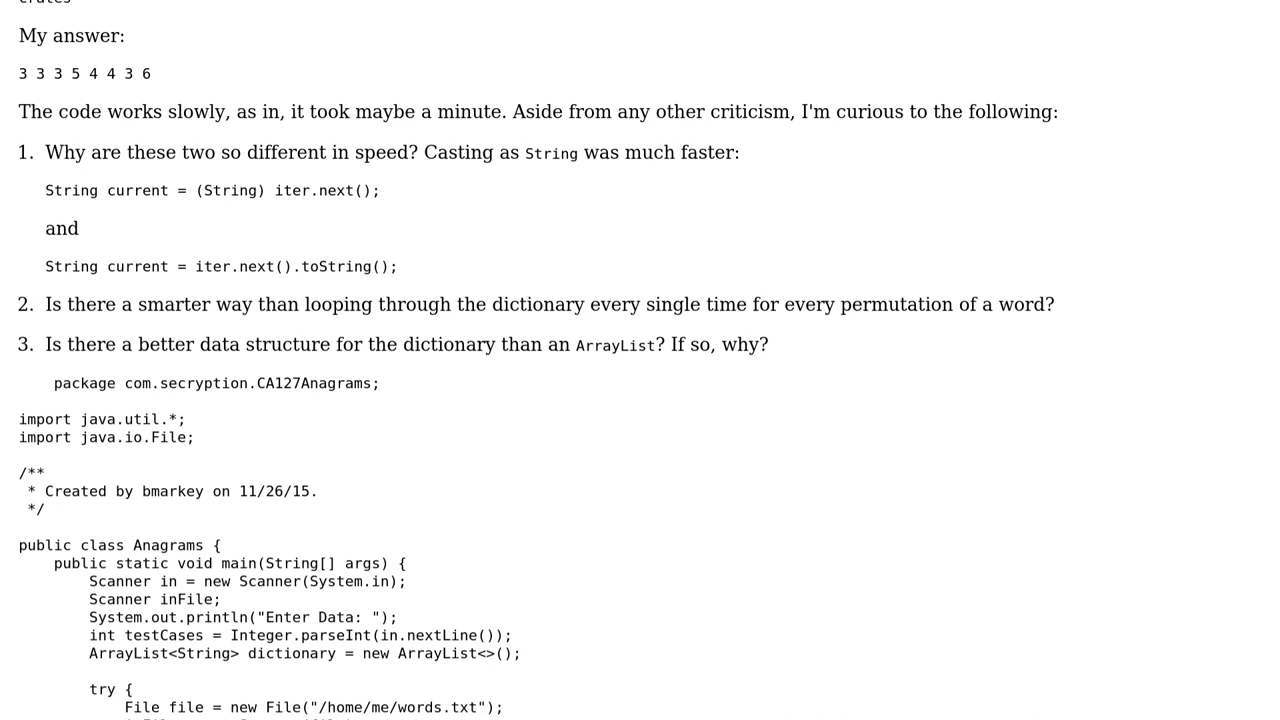 My answer:
3 3 3 5 4 4 3 6
The code works slowly, as in, it took maybe a minute. Aside from any other criticism, I'm curious to the following:
1. Why are these two so different in speed? Casting as String was much faster:
String current = (String) iter.next();
and
String current = iter.next().toString();
2. Is there a smarter way than looping through the dictionary every single time for every permutation of a word?
3. Is there a better data structure for the dictionary than an ArrayList? If so, why?
package com.secryption.CA127Anagrams;
import java.util.*;
import java.io.File;
/**
* Created by bmarkey on 11/26/15.
*/
public class Anagrams {
public static void main(String[] args) {
Scanner in = new Scanner(System.in);
Scanner inFile;
System.out.println("Enter Data: ");
int testCases = Integer.parseInt(in.nextLine());
ArrayList<String> dictionary = new ArrayList<>();
try {
File file = new File("/home/me/words.txt");